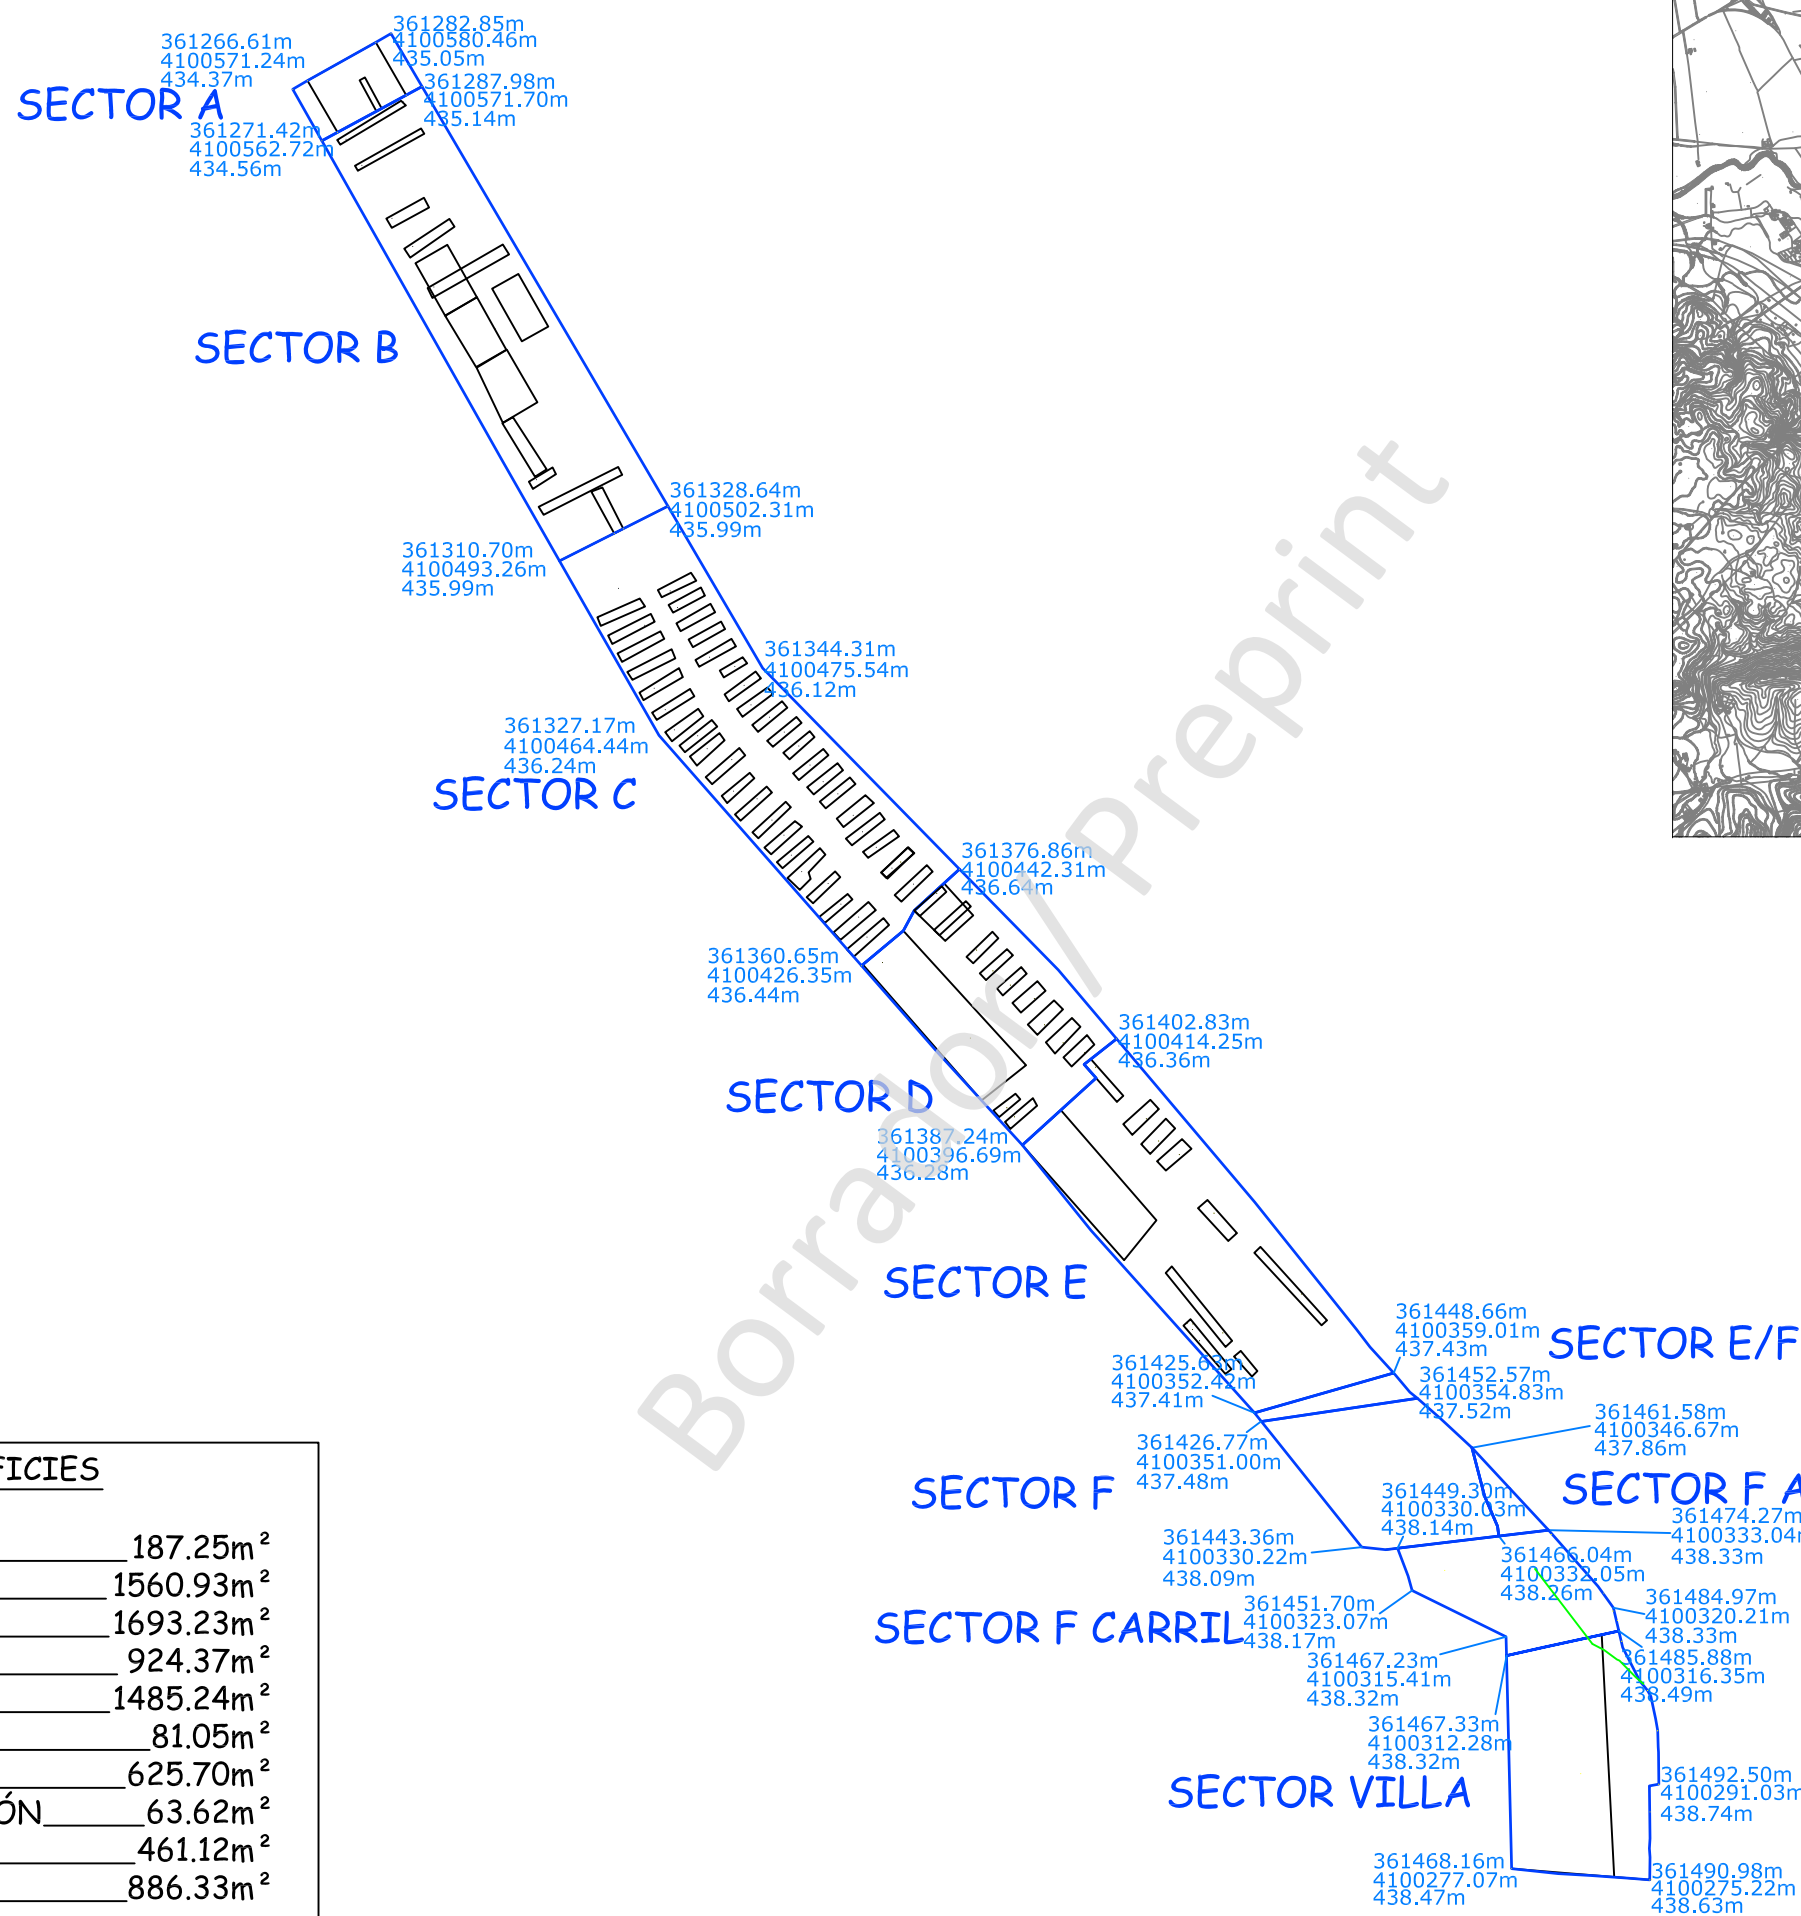 361282.85m
4100580.46m
435.05m
361266.61m
4100571.24m
434.37m
361287.98m
4100571.70m
435.14m
SECTOR A
361271.42m
4100562.72m
434.56m
SECTOR B
361328.64m
4100502.31m
435.99m
361310.70m
4100493.26m
435.99m
361344.31m
4100475.54m
436.12m
361327.17m
4100464.44m
436.24m
SECTOR C
361376.86m
4100442.31m
436.64m
361360.65m
4100426.35m
436.44m
361402.83m
4100414.25m
436.36m
SECTOR D
361387.24m
4100396.69m
436.28m
SECTOR E
361448.66m
4100359.01m
437.43m
SECTOR E/F
361425.63m
4100352.42m
437.41m
361452.57m
4100354.83m
437.52m
361461.58m
4100346.67m
437.86m
361426.77m
4100351.00m
437.48m
SECTOR F
SECTOR F A
361449.30m
4100330.03m
438.14m
361474.27m
4100333.04m
438.33m
361443.36m
4100330.22m
438.09m
361466.04m
4100332.05m
438.26m
361484.97m
4100320.21m
438.33m
SECTOR F CARRIL
361451.70m
4100323.07m
438.17m
361467.23m
4100315.41m
438.32m
361485.88m
4100316.35m
438.49m
361467.33m
4100312.28m
438.32m
SECTOR VILLA
361492.50m
4100291.03m
438.74m
361468.16m
4100277.07m
438.47m
361490.98m
4100275.22m
438.63m
Borrador / Preprint
FICIES
187.25m²
1560.93m²
1693.23m²
924.37m²
1485.24m²
81.05m²
625.70m²
ÓN 63.62m²
461.12m²
886.33m²